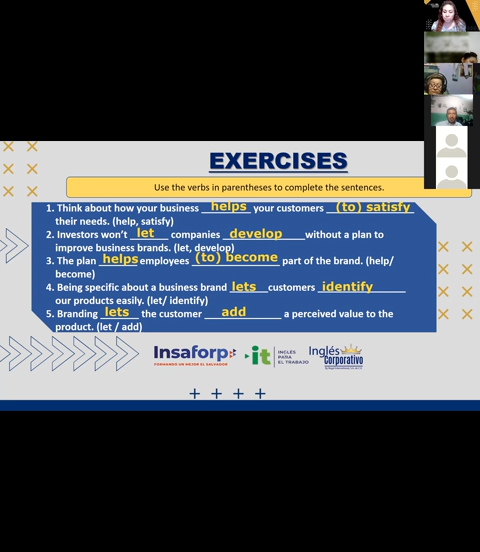 EXERCISES
Use the verbs in parentheses to complete the sentences.
1. Think about how your business helps your customers (to) satisfy
their needs. (help, satisfy)
2. Investors won't let companies develop without a plan to
improve business brands. (let, develop)
3. The plan helps employees (to) become part of the brand. (help/
become)
4. Being specific about a business brand lets customers identify
our products easily. (let/ identify)
5. Branding lets the customer add a perceived value to the
product. (let / add)
Insaforp
FORMANDO UN MEJOR EL SALVADOR
it
INGLÉS
PARA
EL TRABAJO
Inglés
Corporativo